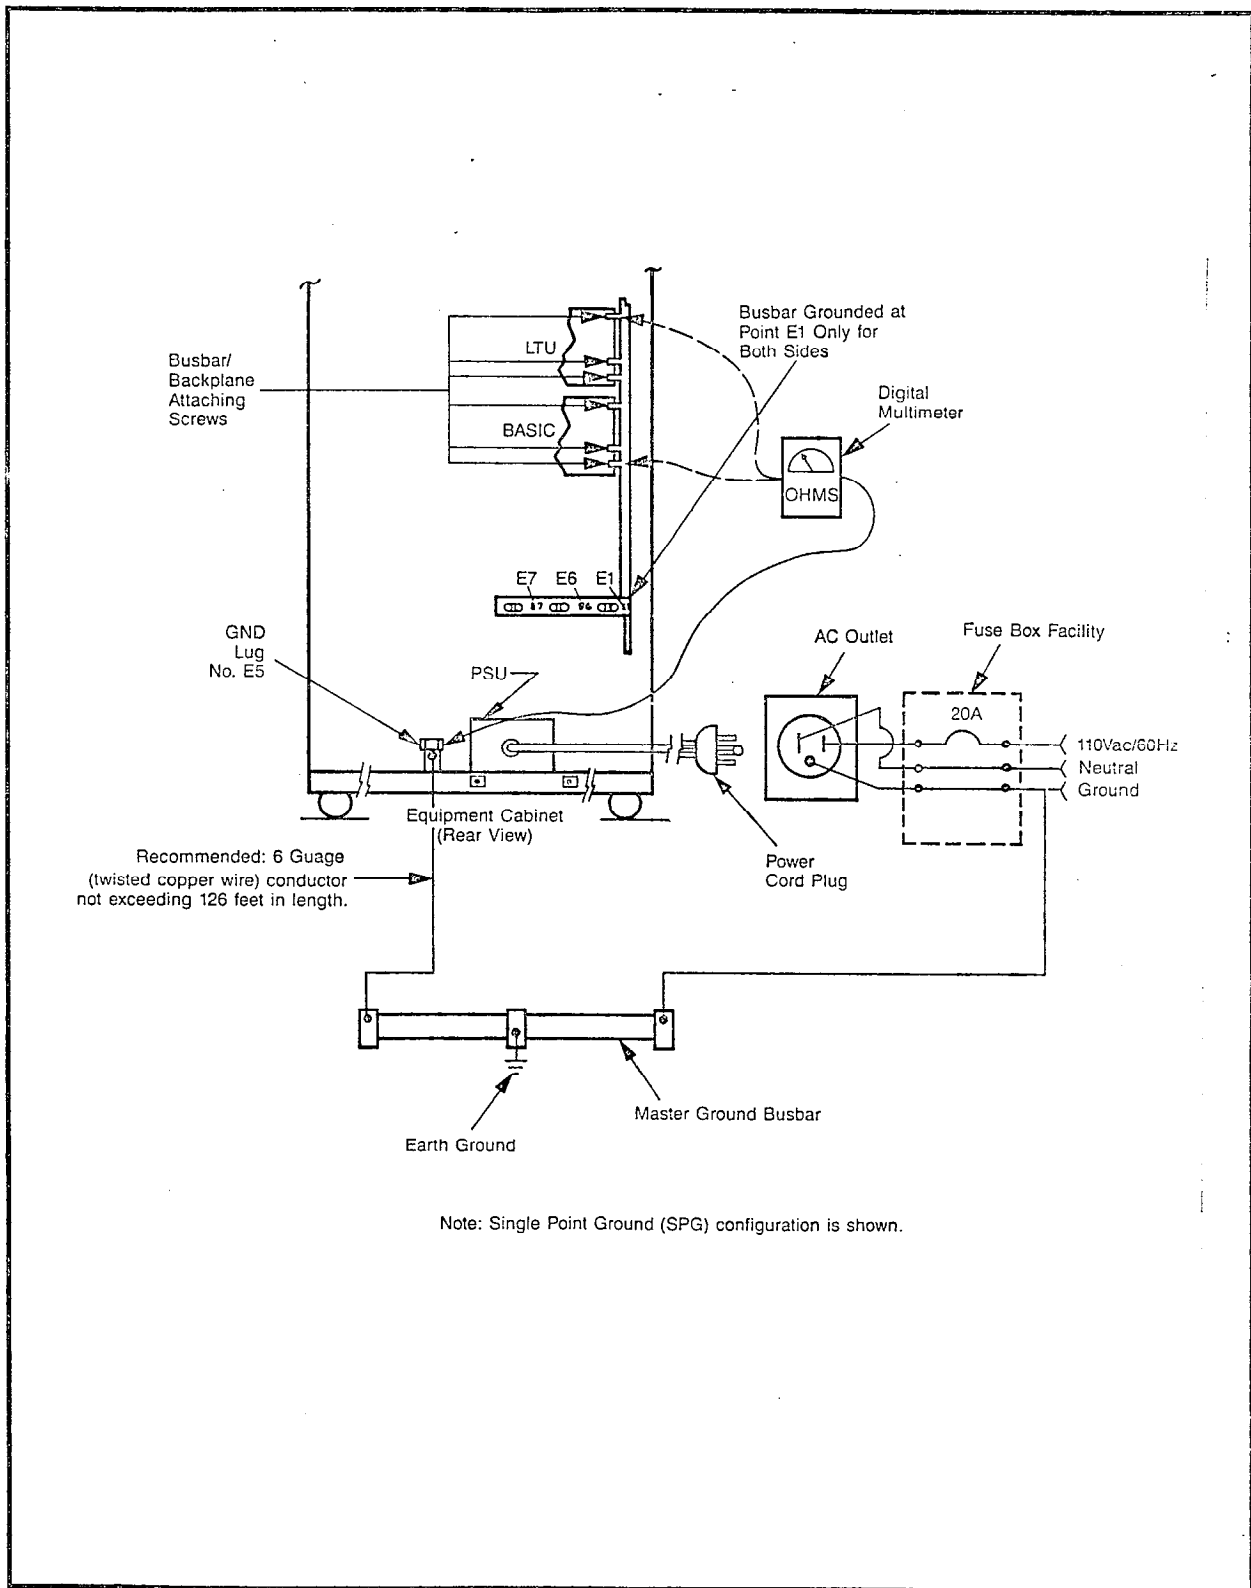 Busbar Grounded at
Point E1 Only for
Both Sides
LTU
Busbar/
Backplane
Attaching
Screws
Digital
Multimeter
BASIC
OHMS
E7 E6 E1
GND
Lug
No. E5
PSU
AC Outlet
Fuse Box Facility
20A
110Vac/60Hz
Neutral
Ground
Equipment Cabinet
(Rear View)
Recommended: 6 Guage
(twisted copper wire) conductor
not exceeding 126 feet in length.
Power
Cord Plug
Master Ground Busbar
Earth Ground
Note: Single Point Ground (SPG) configuration is shown.